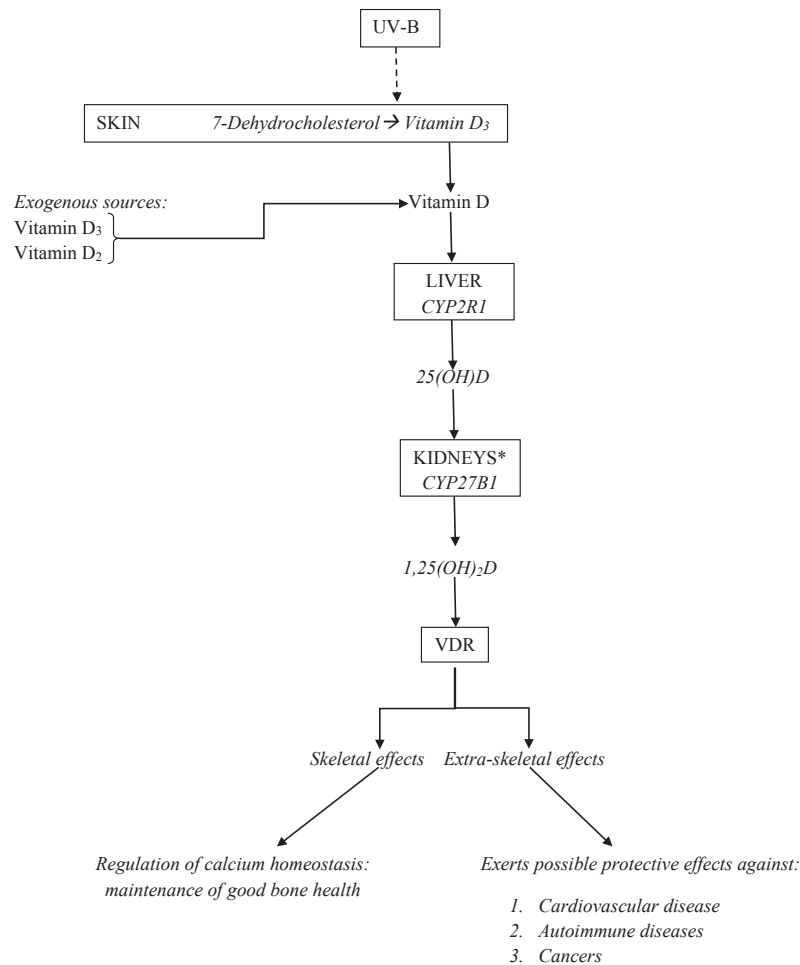 UV-B
SKIN 7-Dehydrocholesterol → Vitamin D₃
Exogenous sources:
Vitamin D₃
Vitamin D₂
Vitamin D
LIVER
CYP2R1
25(OH)D
KIDNEYS*
CYP27B1
1,25(OH)₂D
VDR
Skeletal effects
Extra-skeletal effects
Regulation of calcium homeostasis:
maintenance of good bone health
Exerts possible protective effects against:
1. Cardiovascular disease
2. Autoimmune diseases
3. Cancers